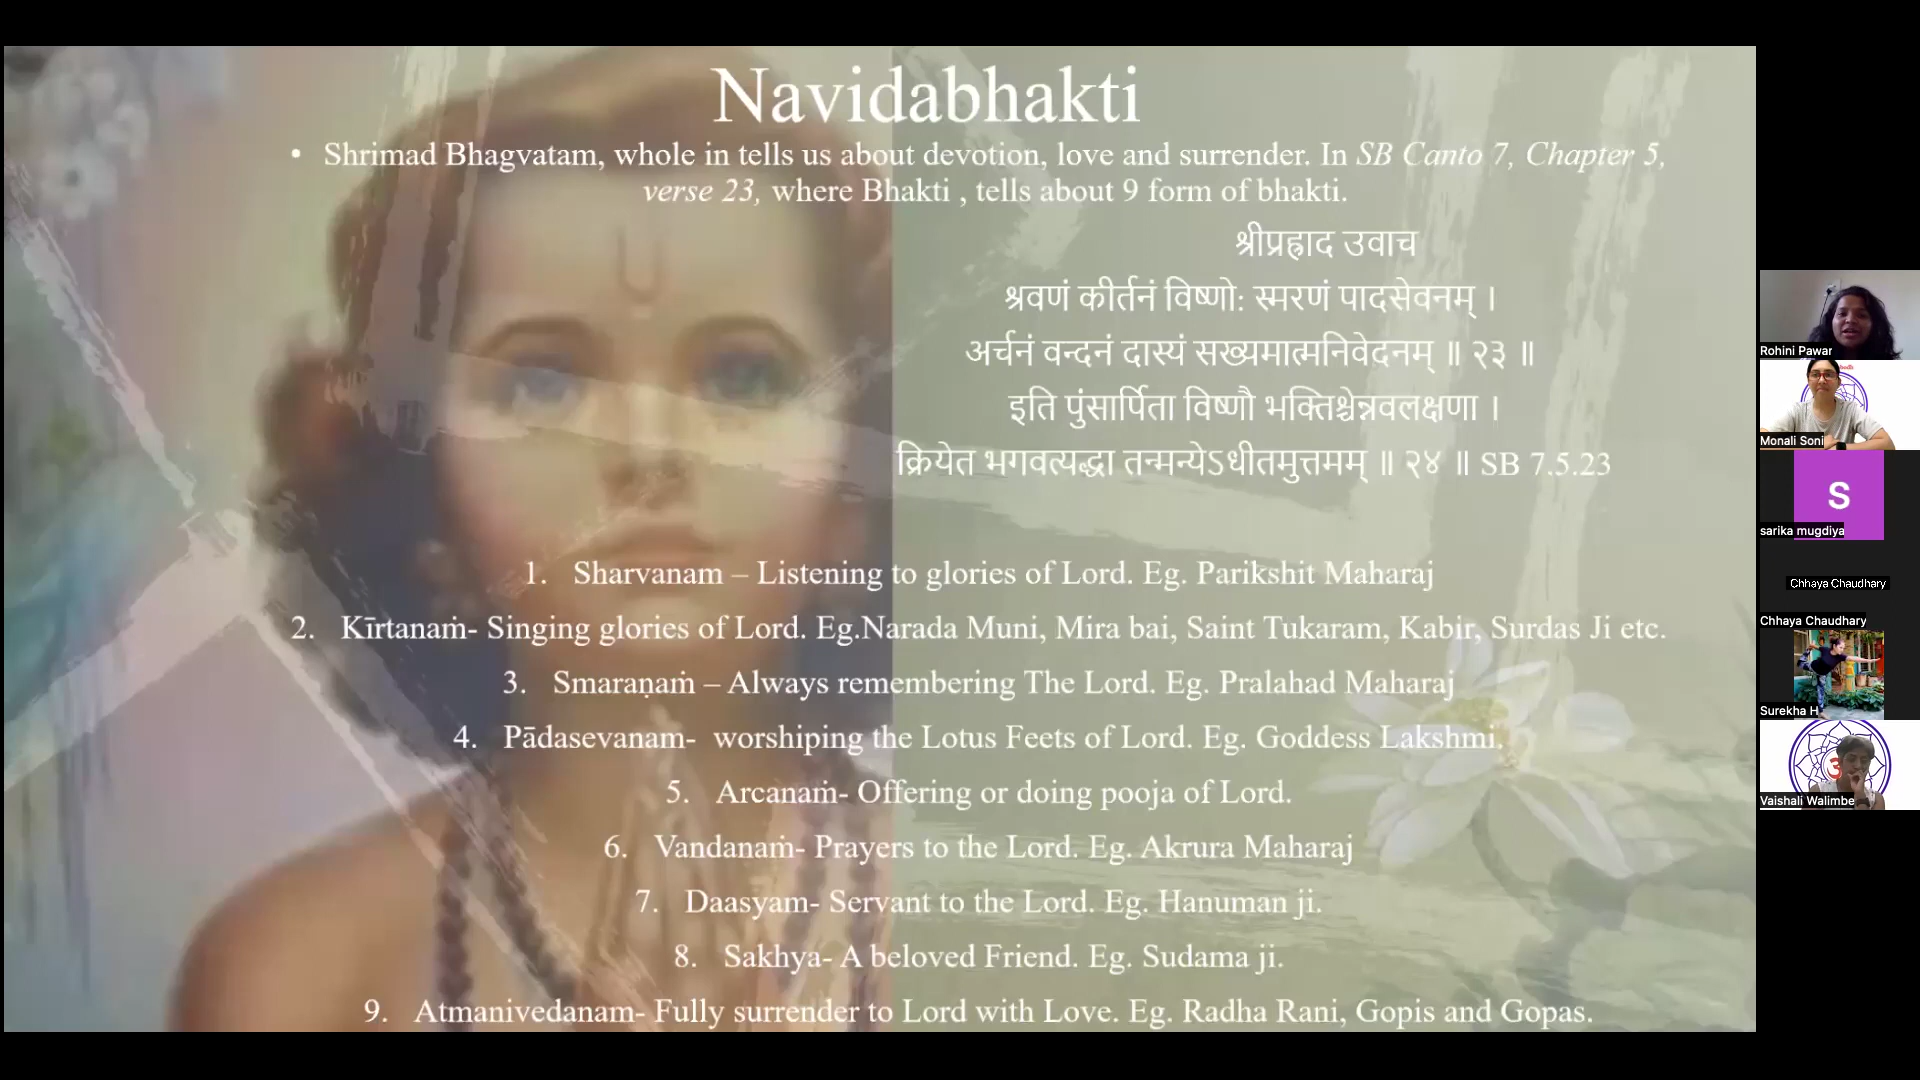 Navidabhakti
• Shrimad Bhagvatam, whole in tells us about devotion, love and surrender. In SB Canto 7, Chapter 5,
verse 23, where Bhakti , tells about 9 form of bhakti.
श्रीप्रह्राद उवाच
श्रवणं कीर्तनं विष्णो: स्मरणं पादसेवनम् ।
अर्चनं वन्दनं दास्यं सख्यमात्मनिवेदनम् ॥ २३ ॥
इति पुंसार्पिता विष्णौ भक्तिश्चेन्नवलक्षणा ।
क्रियेत भगवत्यद्धा तन्मन्येऽधीतमुत्तमम् ॥ २४ ॥ SB 7.5.23
1. Sharvanam – Listening to glories of Lord. Eg. Parikshit Maharaj
2. Kīrtanaṁ- Singing glories of Lord. Eg.Narada Muni, Mira bai, Saint Tukaram, Kabir, Surdas Ji etc.
3. Smaraṇaṁ – Always remembering The Lord. Eg. Pralahad Maharaj
4. Pādasevanam- worshiping the Lotus Feets of Lord. Eg. Goddess Lakshmi.
5. Arcanaṁ- Offering or doing pooja of Lord.
6. Vandanaṁ- Prayers to the Lord. Eg. Akrura Maharaj
7. Daasyam- Servant to the Lord. Eg. Hanuman ji.
8. Sakhya- A beloved Friend. Eg. Sudama ji.
9. Atmanivedanam- Fully surrender to Lord with Love. Eg. Radha Rani, Gopis and Gopas.
Rohini Pawar
Monali Soni
S
sarika mugdiya
Chhaya Chaudhary
Chhaya Chaudhary
Surekha H
Vaishali Walimbe